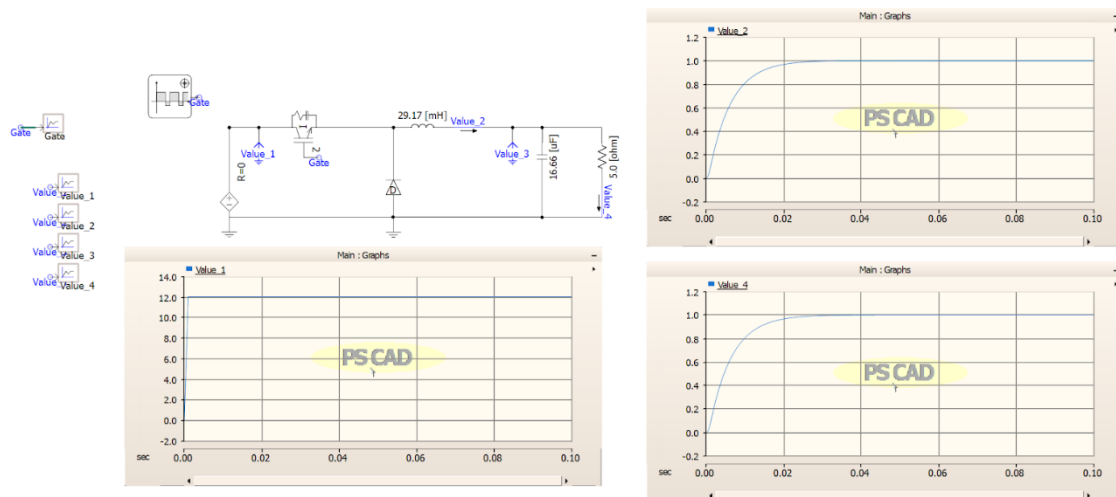 Gate
Gate
Gate
Value_1
Value_1
Value_2
Value_2
Value_3
Value_3
Value_4
Value_4
R=0
Value_1
I
2
Gate
D
29.17 [mH]
Value_2
Value_3
16.66 [uF]
5.0 [ohm]
Value_4
Main : Graphs
Value_1
14.0
12.0
10.0
8.0
6.0
4.0
2.0
0.0
-2.0
PSCAD
sec 0.00 0.02 0.04 0.06 0.08 0.10
Main : Graphs
Value_2
1.2
1.0
0.8
0.6
0.4
0.2
0.0
-0.2
PSCAD
sec 0.00 0.02 0.04 0.06 0.08 0.10
Main : Graphs
Value_4
1.2
1.0
0.8
0.6
0.4
0.2
0.0
-0.2
PSCAD
sec 0.00 0.02 0.04 0.06 0.08 0.10